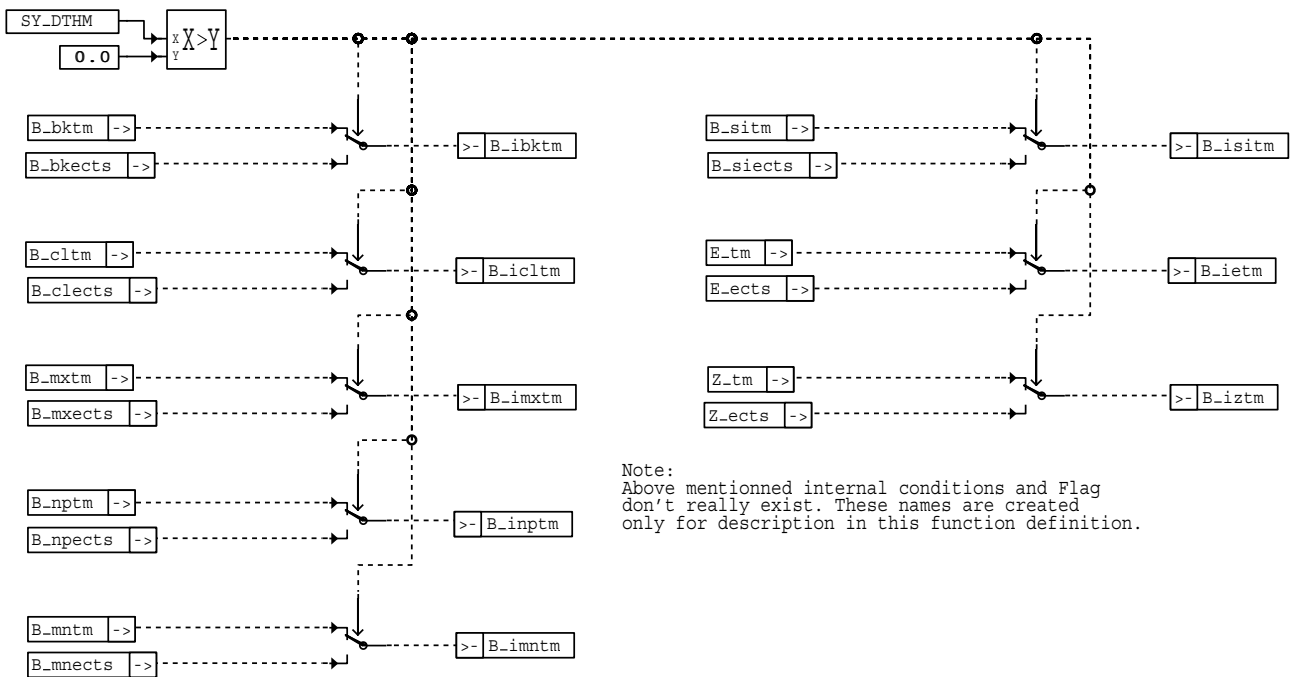 SY_DTHM
0.0
X
Y
X>Y
B_bktm ->
B_bkects ->
>- B_ibktm
B_cltm ->
B_clects ->
>- B_icltm
B_mxtm ->
B_mxects ->
>- B_imxtm
B_nptm ->
B_npects ->
>- B_inptm
B_mntm ->
B_mnects ->
>- B_imntm
B_sitm ->
B_siects ->
>- B_isitm
E_tm ->
E_ects ->
>- B_ietm
Z_tm ->
Z_ects ->
>- B_iztm
Note:
Above mentionned internal conditions and Flag
don't really exist. These names are created
only for description in this function definition.